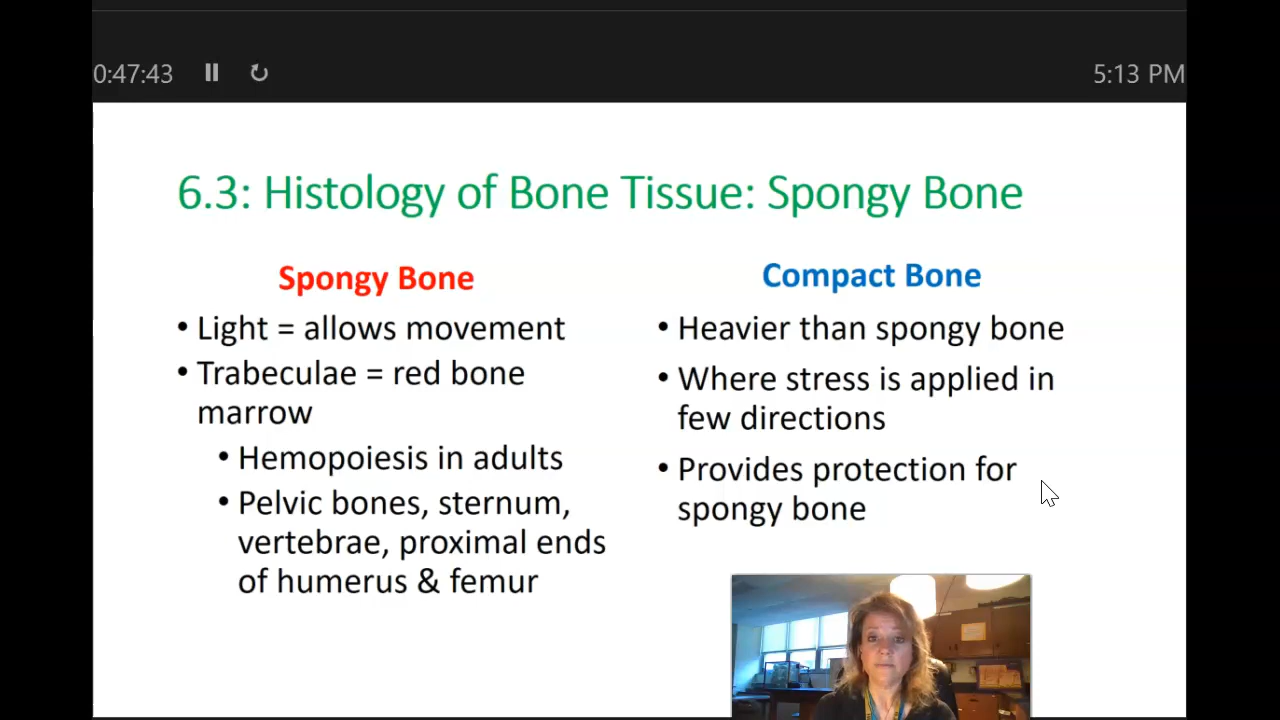 0:47:43
5:13 PM
6.3: Histology of Bone Tissue: Spongy Bone
Spongy Bone
• Light = allows movement
• Trabeculae = red bone
marrow
• Hemopoiesis in adults
• Pelvic bones, sternum,
vertebrae, proximal ends
of humerus & femur
Compact Bone
• Heavier than spongy bone
• Where stress is applied in
few directions
• Provides protection for
spongy bone